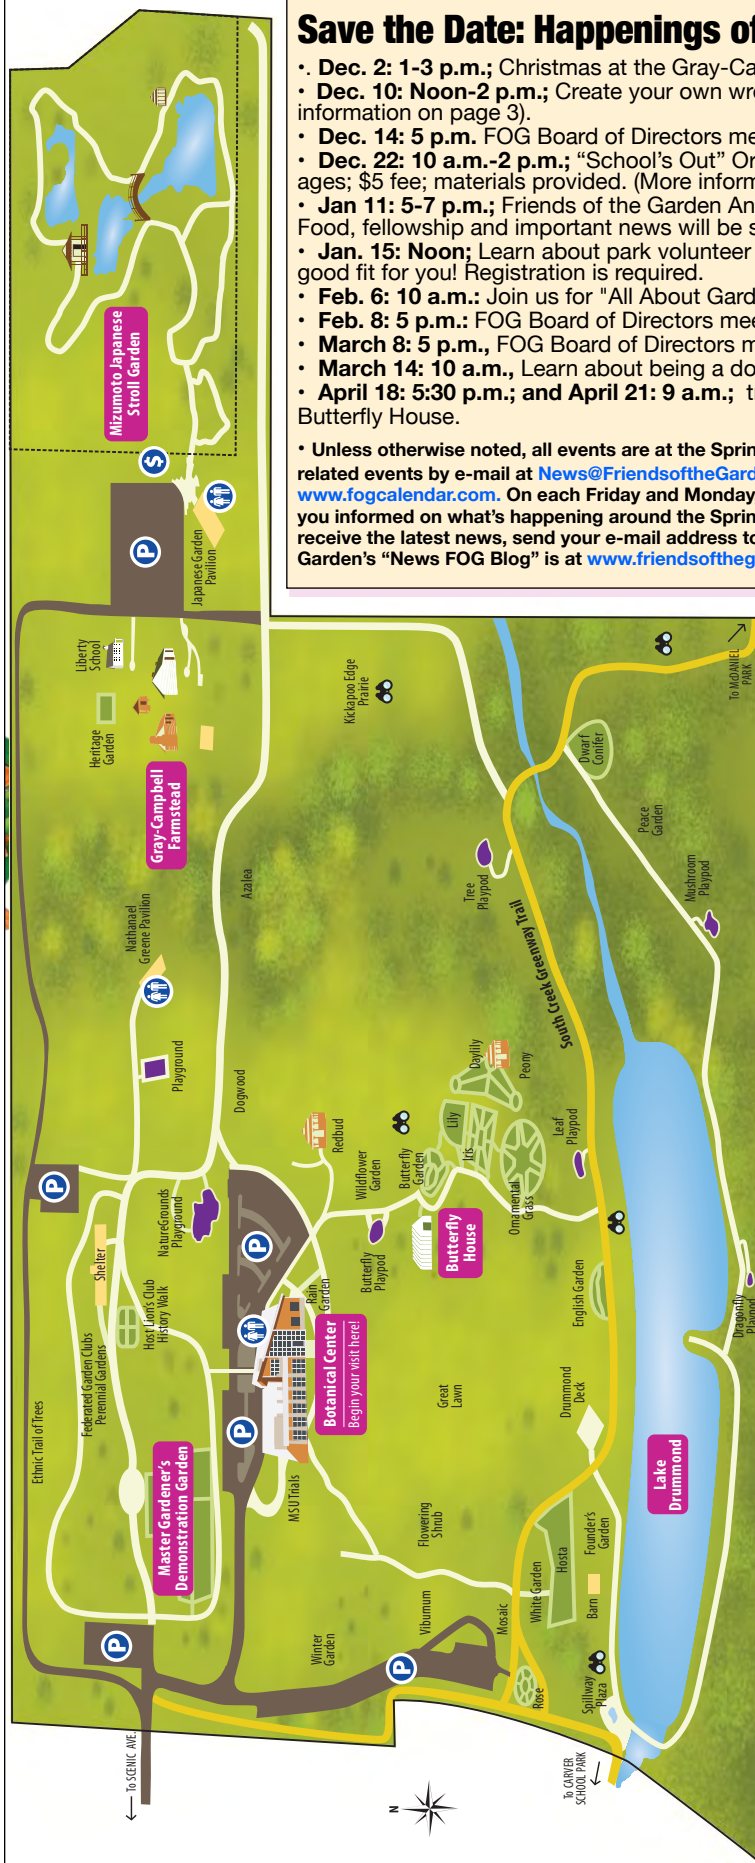 Save the Date: Happenings of
•. Dec. 2: 1-3 p.m.; Christmas at the Gray-Ca
• Dec. 10: Noon-2 p.m.; Create your own wre
information on page 3).
• Dec. 14: 5 p.m. FOG Board of Directors me
• Dec. 22: 10 a.m.-2 p.m.; “School’s Out” Or
ages; $5 fee; materials provided. (More inform
• Jan 11: 5-7 p.m.; Friends of the Garden An
Food, fellowship and important news will be s
• Jan. 15: Noon; Learn about park volunteer
good fit for you! Registration is required.
• Feb. 6: 10 a.m.: Join us for "All About Gard
• Feb. 8: 5 p.m.: FOG Board of Directors mee
• March 8: 5 p.m., FOG Board of Directors m
• March 14: 10 a.m., Learn about being a do
• April 18: 5:30 p.m.; and April 21: 9 a.m.; t
Butterfly House.
• Unless otherwise noted, all events are at the Sprin
related events by e-mail at News@FriendsoftheGard
www.fogcalendar.com. On each Friday and Monday
you informed on what’s happening around the Sprin
receive the latest news, send your e-mail address to
Garden’s “News FOG Blog” is at www.friendsoftheg
Mizumoto Japanese
Stroll Garden
$
P
Japanese Garden
Pavilion
Liberty
School
Heritage
Garden
Gray-Campbell
Farmstead
Kickapoo Edge
Prairie
To McDANIEL
PARK
Dwarf
Conifer
Peace
Garden
Mushroom
Playpod
Tree
Playpod
South Creek Greenway Trail
Azalea
Nathanael
Greene Pavilion
Playground
Dogwood
Redbud
Daylily
Peony
Lily
Iris
Leaf
Playpod
Butterfly
Garden
Wildflower
Garden
Ornamental
Grass
Butterfly
House
Butterfly
Playpod
P
NatureGrounds
Playground
P
Shelter
Host Lion's Club
History Walk
Federated Garden Clubs
Perennial Gardens
Ethnic Trail of Trees
Rain
Garden
Botanical Center
Begin your visit here!
P
MSU Trials
Master Gardener's
Demonstration Garden
Great
Lawn
English Garden
Dragonfly
Playpod
Drummond
Deck
Lake
Drummond
Flowering
Shrub
Founder's
Garden
Hosta
White Garden
Barn
Mosaic
Viburnum
Winter
Garden
P
P
Rose
Spillway
Plaza
To SCENIC AVE.
To CARVER
SCHOOL PARK
N